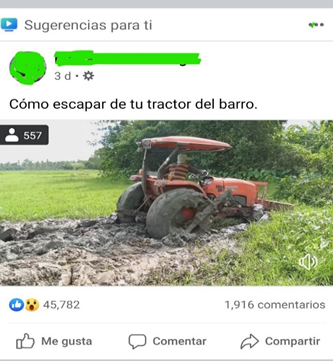 Sugerencias para ti
3 d ·
Cómo escapar de tu tractor del barro.
557
45,782
1,916 comentarios
Me gusta
Comentar
Compartir